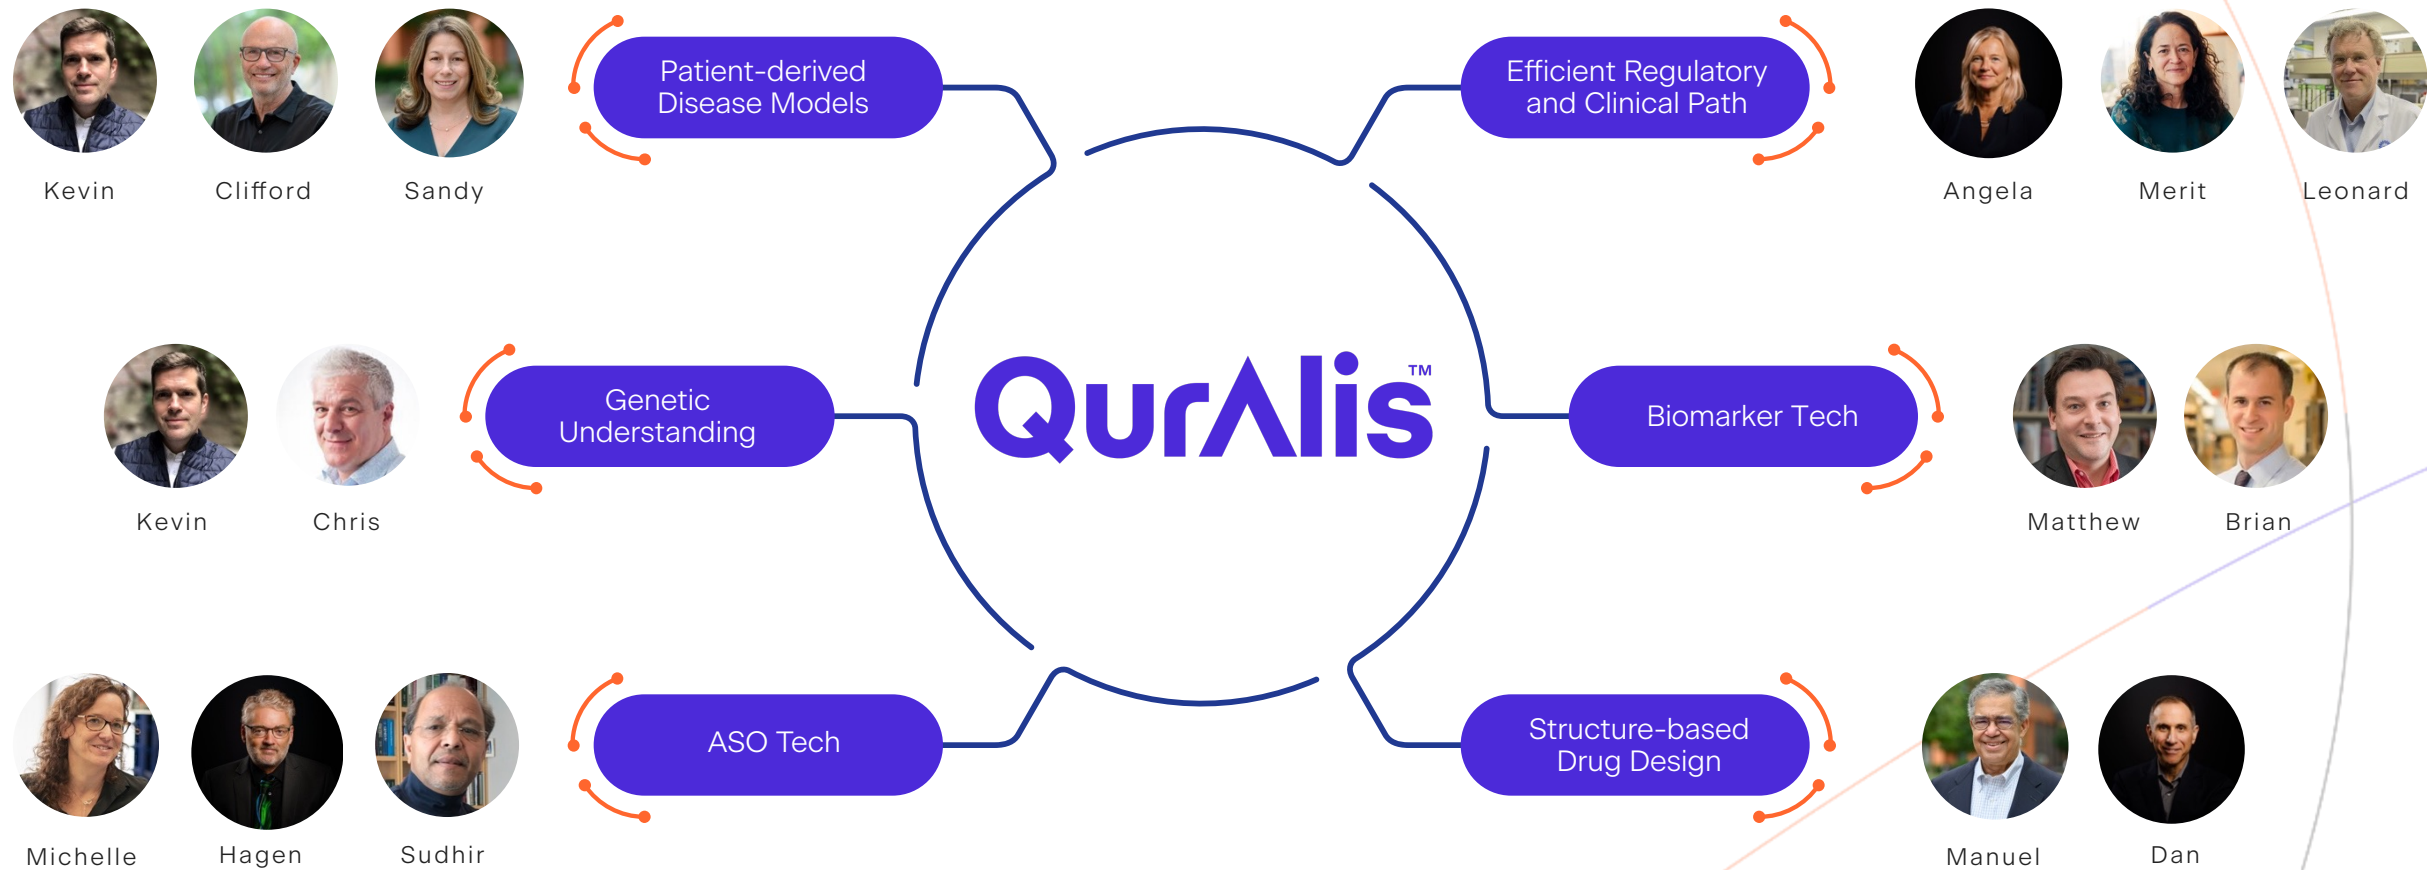 Patient-derived
Disease Models
Efficient Regulatory
and Clinical Path
Kevin
Clifford
Sandy
Angela
Merit
Leonard
Genetic
Understanding
QurAlis™
Biomarker Tech
Kevin
Chris
Matthew
Brian
ASO Tech
Structure-based
Drug Design
Michelle
Hagen
Sudhir
Manuel
Dan